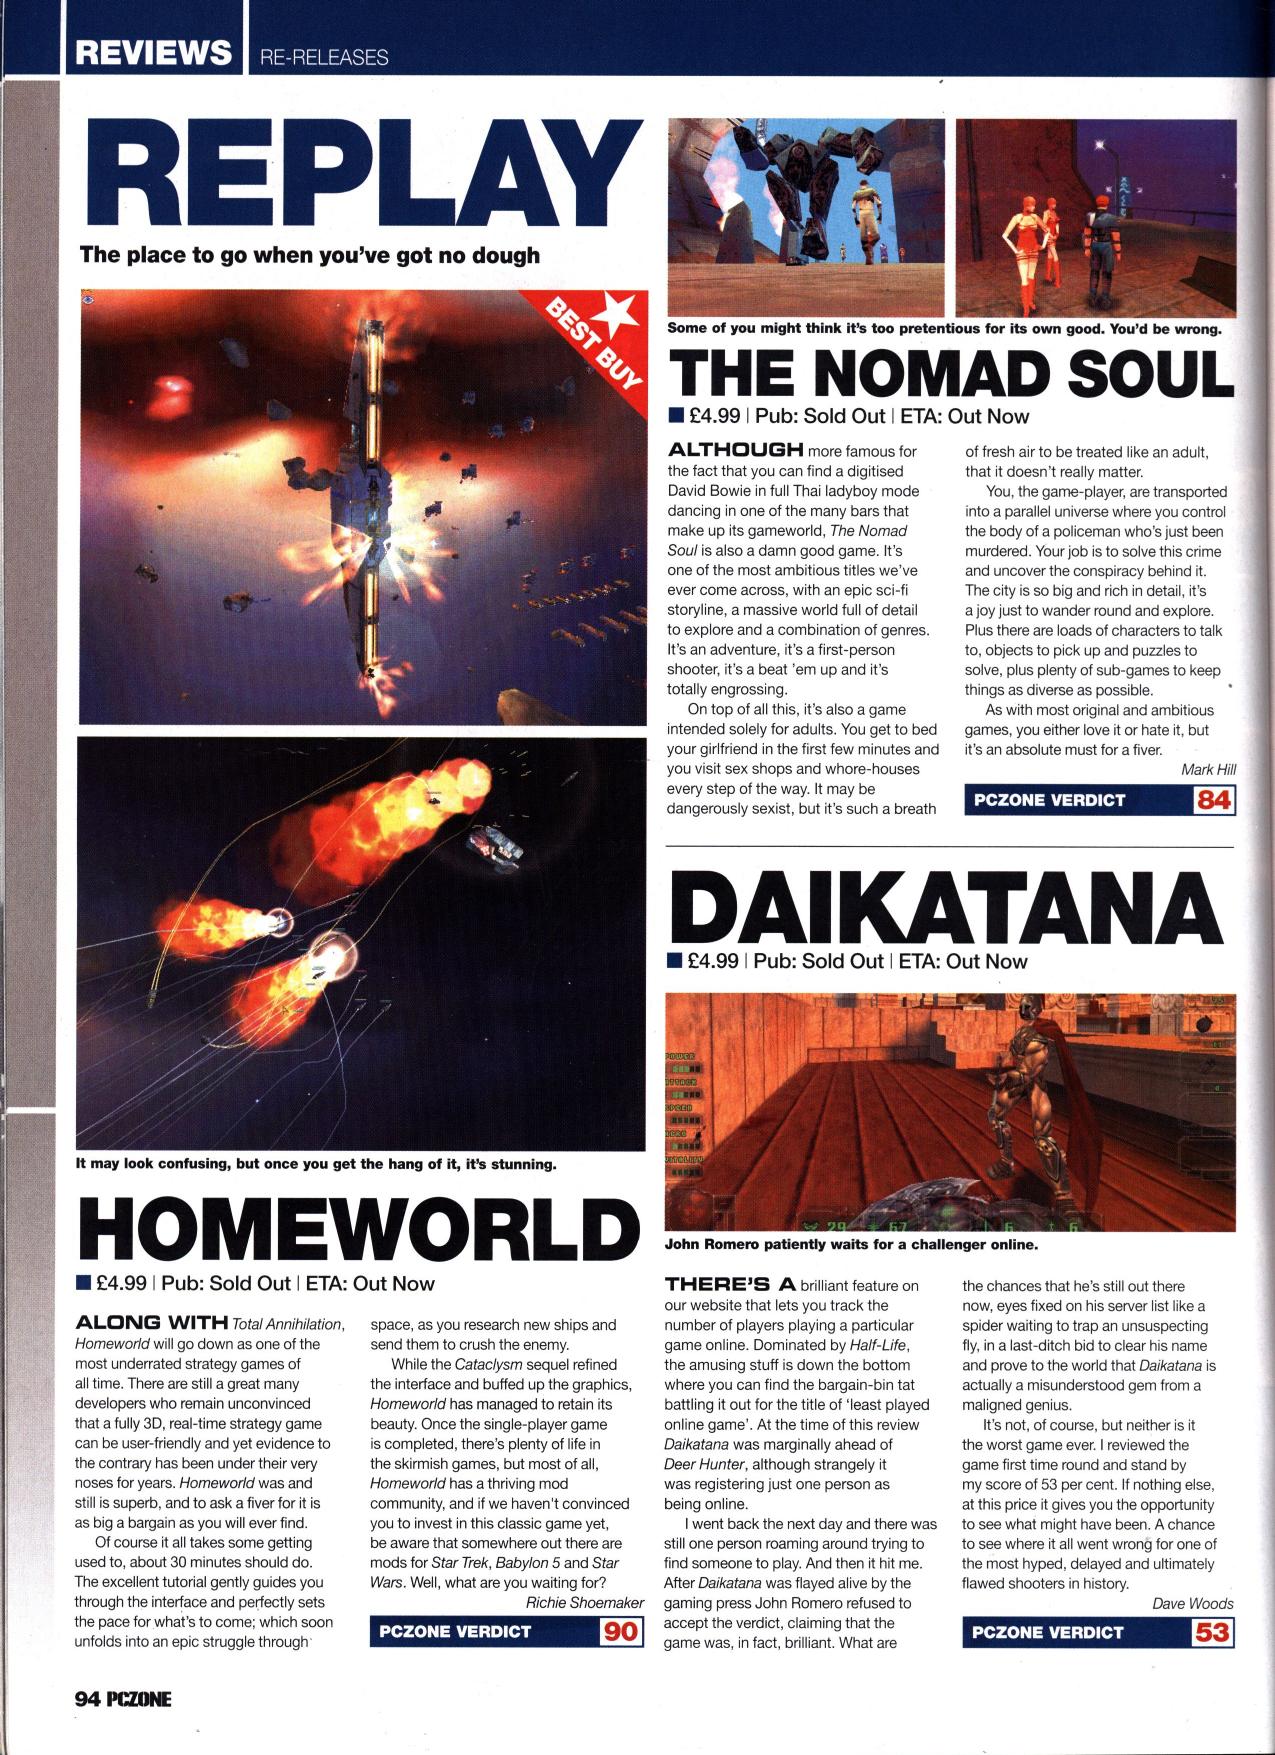 REVIEWS RE-RELEASES
REPLAY
The place to go when you've got no dough
BEST BUY
It may look confusing, but once you get the hang of it, it's stunning.
HOMEWORLD
£4.99 | Pub: Sold Out | ETA: Out Now
ALONG WITH Total Annihilation,
Homeworld will go down as one of the
most underrated strategy games of
all time. There are still a great many
developers who remain unconvinced
that a fully 3D, real-time strategy game
can be user-friendly and yet evidence to
the contrary has been under their very
noses for years. Homeworld was and
still is superb, and to ask a fiver for it is
as big a bargain as you will ever find.
Of course it all takes some getting
used to, about 30 minutes should do.
The excellent tutorial gently guides you
through the interface and perfectly sets
the pace for what's to come; which soon
unfolds into an epic struggle through
space, as you research new ships and
send them to crush the enemy.
While the Cataclysm sequel refined
the interface and buffed up the graphics,
Homeworld has managed to retain its
beauty. Once the single-player game
is completed, there's plenty of life in
the skirmish games, but most of all,
Homeworld has a thriving mod
community, and if we haven't convinced
you to invest in this classic game yet,
be aware that somewhere out there are
mods for Star Trek, Babylon 5 and Star
Wars. Well, what are you waiting for?
Richie Shoemaker
PCZONE VERDICT 90
Some of you might think it's too pretentious for its own good. You'd be wrong.
THE NOMAD SOUL
£4.99 | Pub: Sold Out | ETA: Out Now
ALTHOUGH more famous for
the fact that you can find a digitised
David Bowie in full Thai ladyboy mode
dancing in one of the many bars that
make up its gameworld, The Nomad
Soul is also a damn good game. It's
one of the most ambitious titles we've
ever come across, with an epic sci-fi
storyline, a massive world full of detail
to explore and a combination of genres.
It's an adventure, it's a first-person
shooter, it's a beat 'em up and it's
totally engrossing.
On top of all this, it's also a game
intended solely for adults. You get to bed
your girlfriend in the first few minutes and
you visit sex shops and whore-houses
every step of the way. It may be
dangerously sexist, but it's such a breath
of fresh air to be treated like an adult,
that it doesn't really matter.
You, the game-player, are transported
into a parallel universe where you control
the body of a policeman who's just been
murdered. Your job is to solve this crime
and uncover the conspiracy behind it.
The city is so big and rich in detail, it's
a joy just to wander round and explore.
Plus there are loads of characters to talk
to, objects to pick up and puzzles to
solve, plus plenty of sub-games to keep
things as diverse as possible.
As with most original and ambitious
games, you either love it or hate it, but
it's an absolute must for a fiver.
Mark Hill
PCZONE VERDICT 84
DAIKATANA
£4.99 | Pub: Sold Out | ETA: Out Now
POWER
ATTACK
SPEED
ACRO
VITALITY
29 67 6 6
John Romero patiently waits for a challenger online.
THERE'S A brilliant feature on
our website that lets you track the
number of players playing a particular
game online. Dominated by Half-Life,
the amusing stuff is down the bottom
where you can find the bargain-bin tat
battling it out for the title of 'least played
online game'. At the time of this review
Daikatana was marginally ahead of
Deer Hunter, although strangely it
was registering just one person as
being online.
I went back the next day and there was
still one person roaming around trying to
find someone to play. And then it hit me.
After Daikatana was flayed alive by the
gaming press John Romero refused to
accept the verdict, claiming that the
game was, in fact, brilliant. What are
the chances that he's still out there
now, eyes fixed on his server list like a
spider waiting to trap an unsuspecting
fly, in a last-ditch bid to clear his name
and prove to the world that Daikatana is
actually a misunderstood gem from a
maligned genius.
It's not, of course, but neither is it
the worst game ever. I reviewed the
game first time round and stand by
my score of 53 per cent. If nothing else,
at this price it gives you the opportunity
to see what might have been. A chance
to see where it all went wrong for one of
the most hyped, delayed and ultimately
flawed shooters in history.
Dave Woods
PCZONE VERDICT 53
94 PCZONE